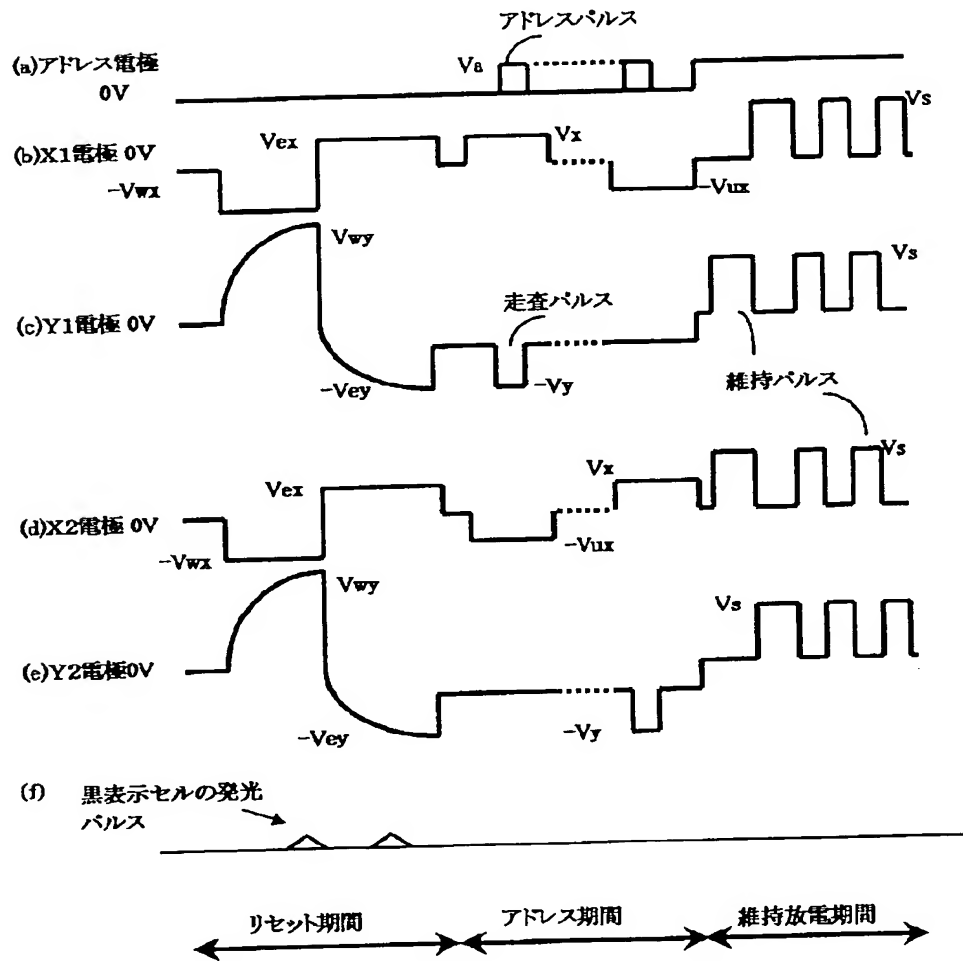 アドレスパルス
(a)アドレス電極
0V
Va
(b)X1電極 0V
Vex
Vx
Vs
-Vwx
-Vux
Vwy
Vs
(c)Y1電極 0V
走査パルス
-Vey
-Vy
維持パルス
Vs
Vex
Vx
(d)X2電極 0V
-Vwx
-Vux
Vwy
Vs
(e)Y2電極0V
-Vey
-Vy
(f) 黒表示セルの発光
パルス
リセット期間
アドレス期間
維持放電期間